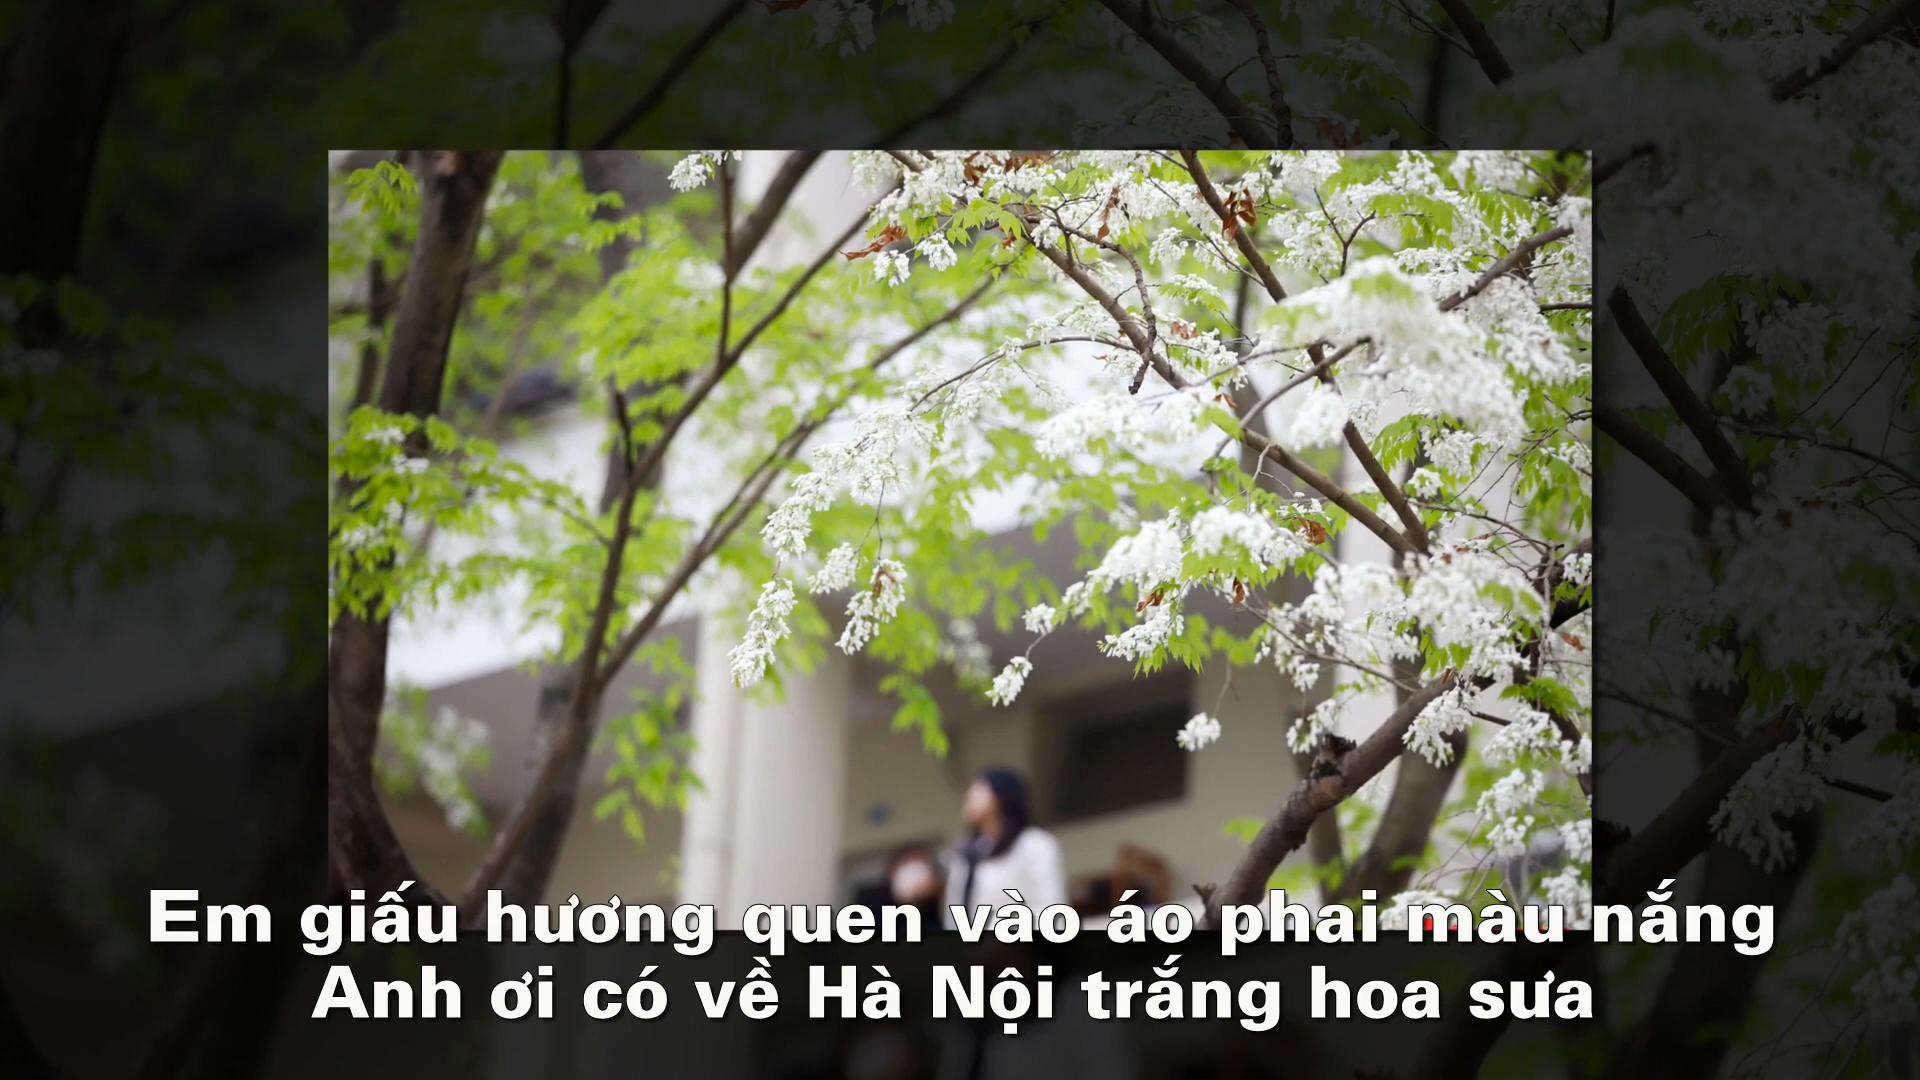 Em giấu hương quen vào áo phai màu nắng
Anh ơi có về Hà Nội trắng hoa sưa